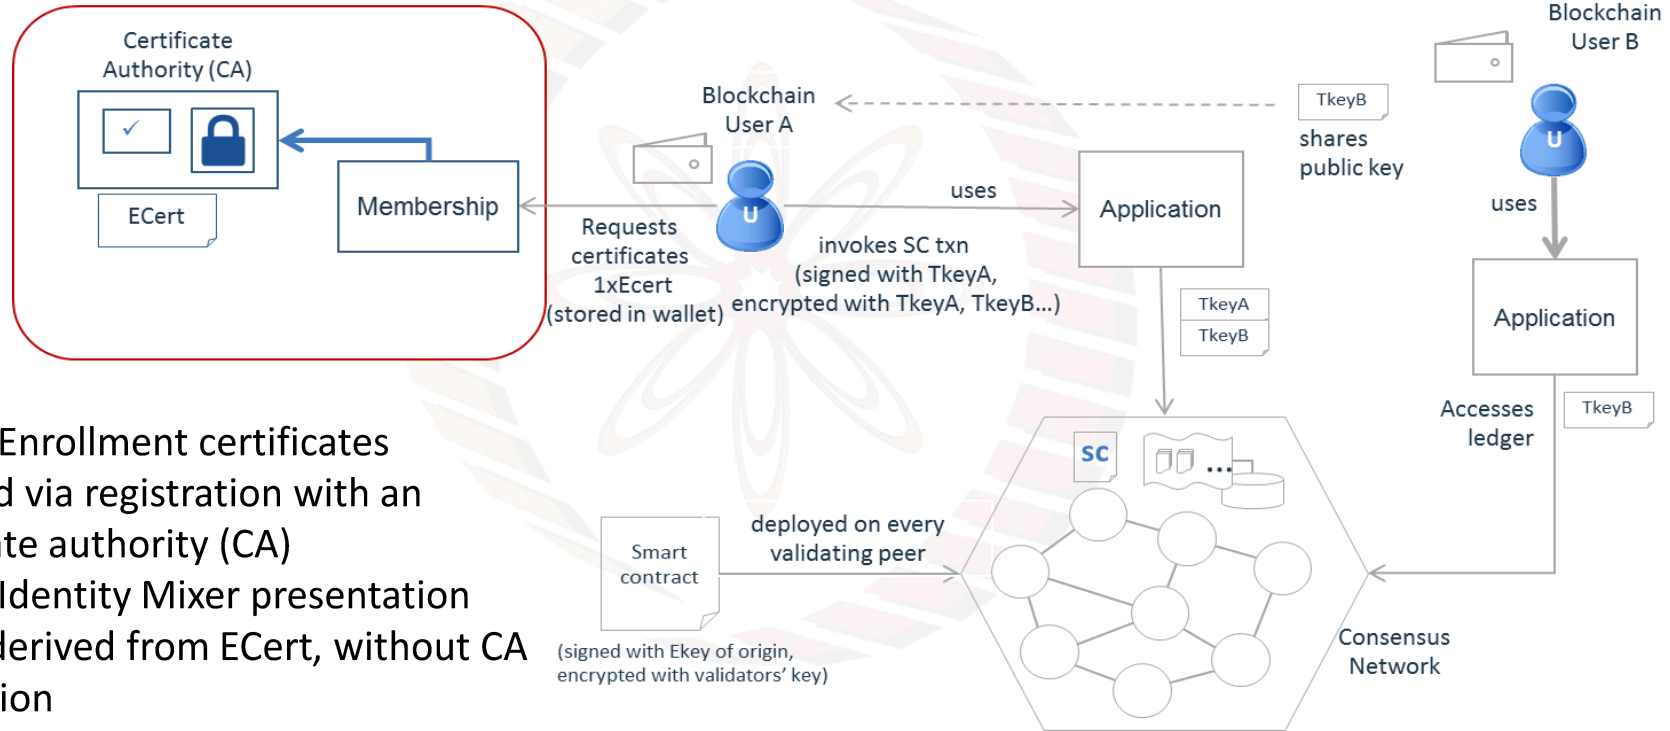 Certificate
Authority (CA)
✓
ECert
Membership
Blockchain
User A
U
Requests
certificates
1xEcert
(stored in wallet)
uses
invokes SC txn
(signed with TkeyA,
encrypted with TkeyA, TkeyB...)
Application
TkeyA
TkeyB
TkeyB
shares
public key
Blockchain
User B
U
uses
Application
Accesses
ledger
TkeyB
SC
...
Smart
contract
deployed on every
validating peer
(signed with Ekey of origin,
encrypted with validators' key)
Consensus
Network
Enrollment certificates
via registration with an
authority (CA)
Identity Mixer presentation
derived from ECert, without CA